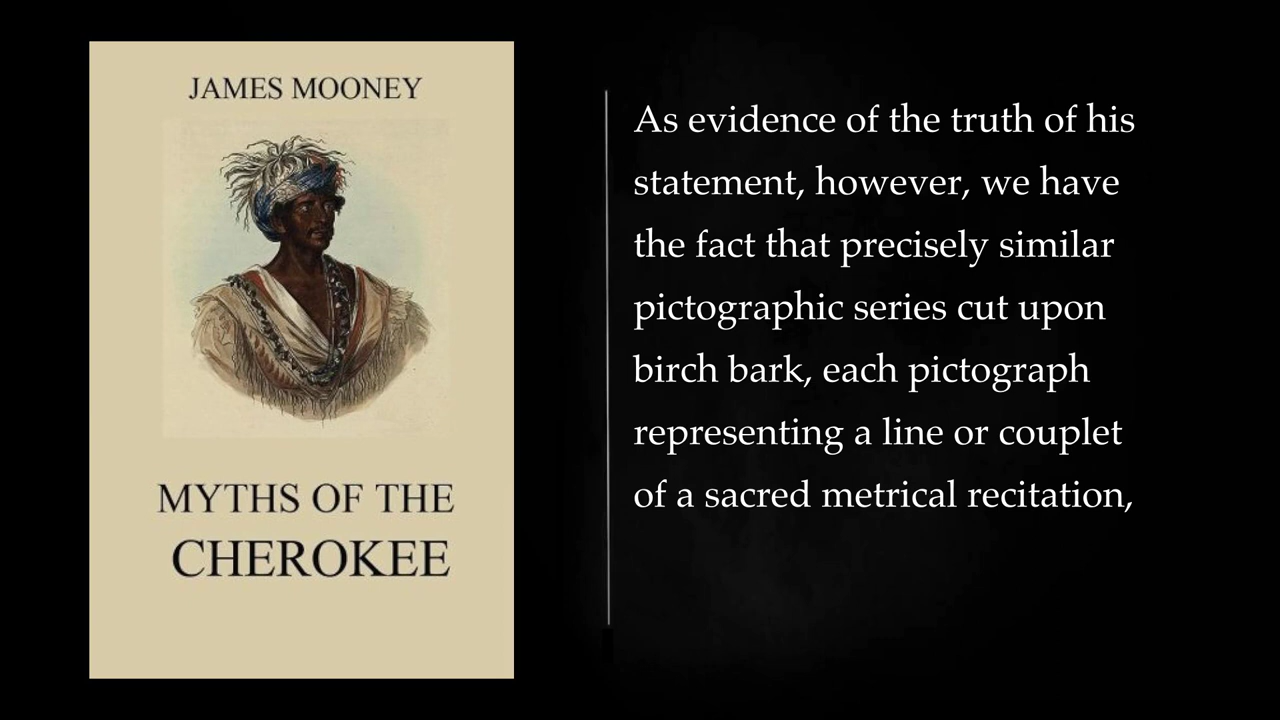 JAMES MOONEY
MYTHS OF THE
CHEROKEE
As evidence of the truth of his
statement, however, we have
the fact that precisely similar
pictographic series cut upon
birch bark, each pictograph
representing a line or couplet
of a sacred metrical recitation,